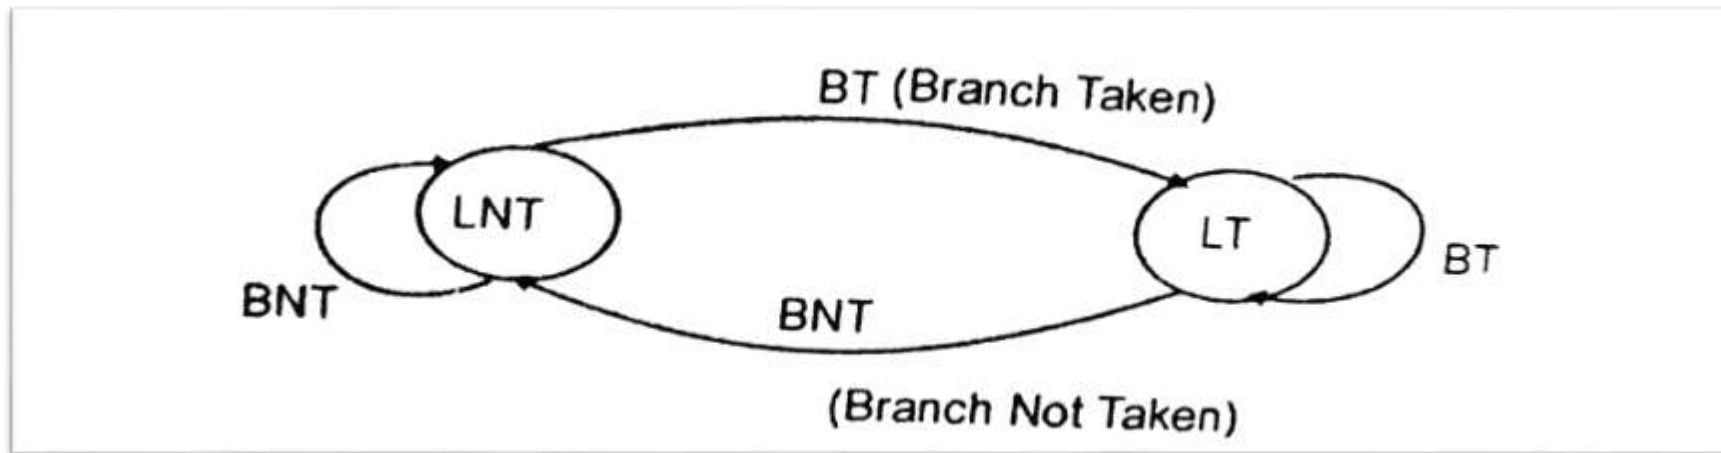 BT (Branch Taken)
LNT
LT
BT
BNT
BNT
(Branch Not Taken)